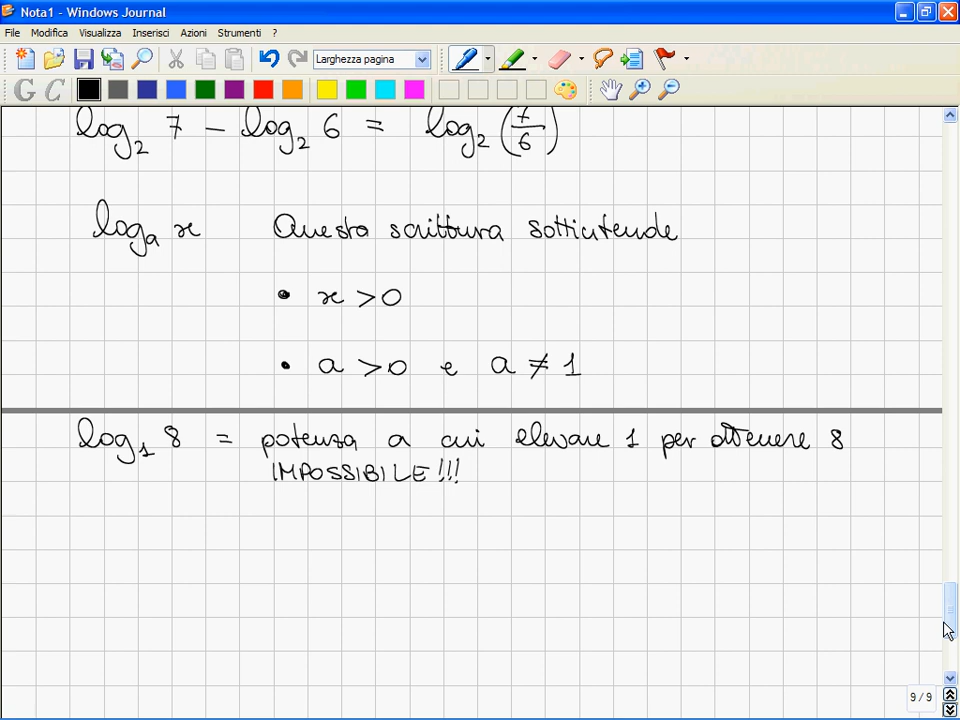 Nota1 - Windows Journal
File Modifica Visualizza Inserisci Azioni Strumenti ?
Larghezza pagina
G C
log₂ 7 - log₂ 6 = log₂ (7/6)
logₐ x Questa scrittura sottintende
• x > 0
• a > 0 e a ≠ 1
log₁ 8 = potenza a cui elevare 1 per ottenere 8
IMPOSSIBILE!!!
9 / 9